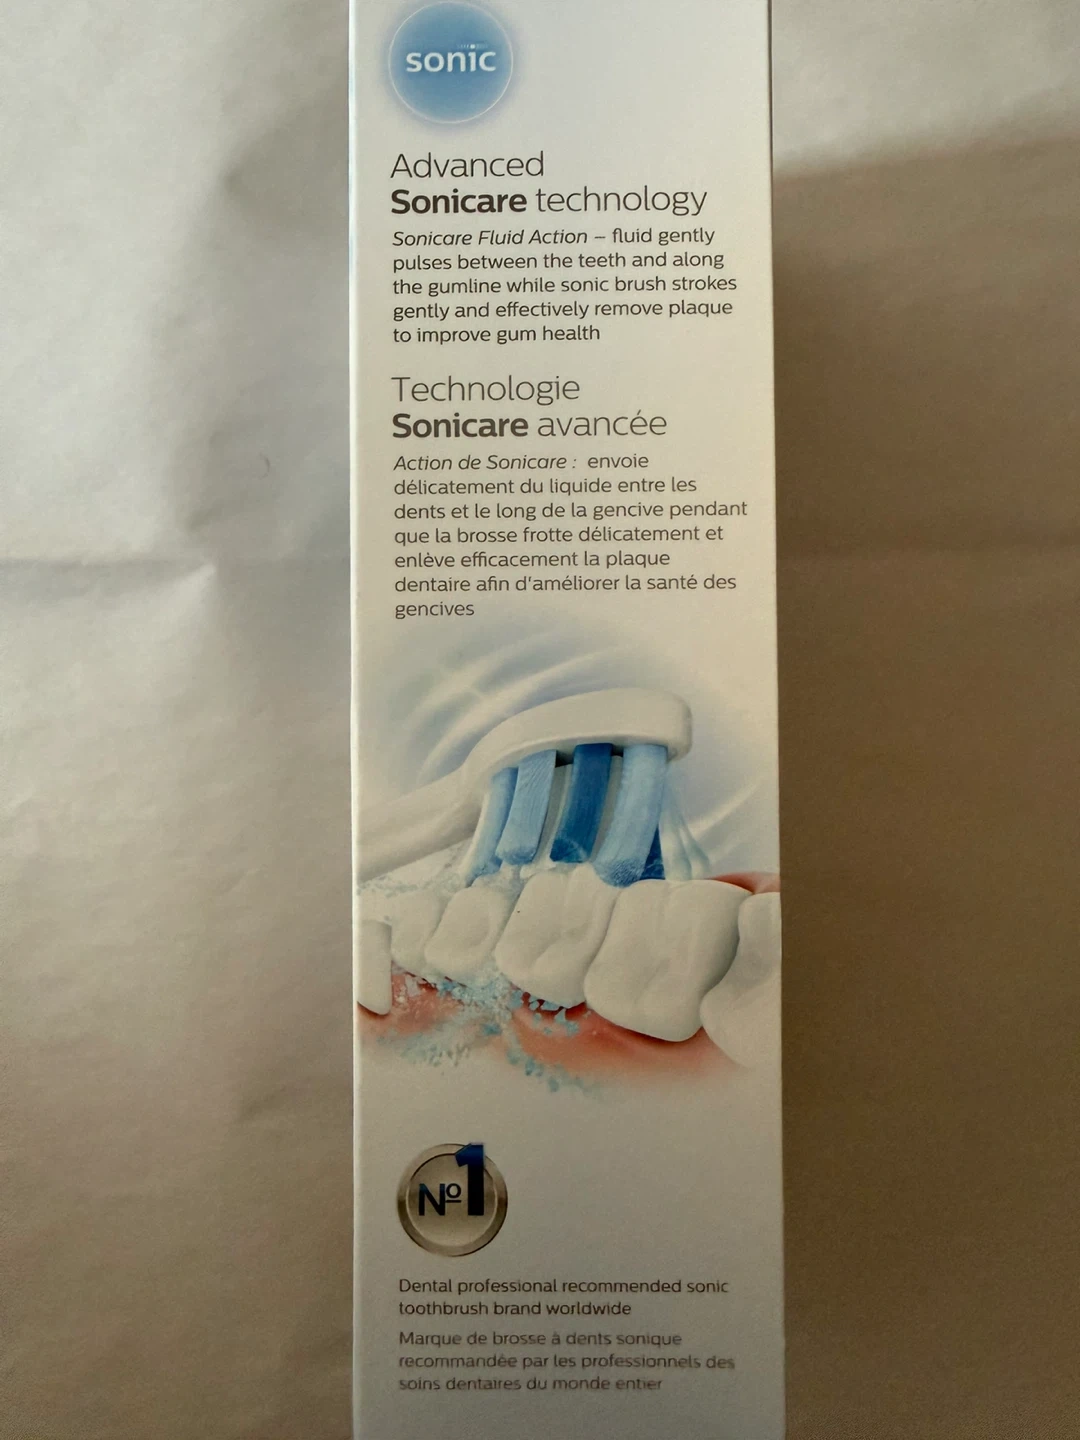 sonic
Advanced
Sonicare technology
Sonicare Fluid Action – fluid gently
pulses between the teeth and along
the gumline while sonic brush strokes
gently and effectively remove plaque
to improve gum health
Technologie
Sonicare avancée
Action de Sonicare : envoie
délicatement du liquide entre les
dents et le long de la gencive pendant
que la brosse frotte délicatement et
enlève efficacement la plaque
dentaire afin d'améliorer la santé des
gencives
Nº1
Dental professional recommended sonic
toothbrush brand worldwide
Marque de brosse à dents sonique
recommandée par les professionnels des
soins dentaires du monde entier